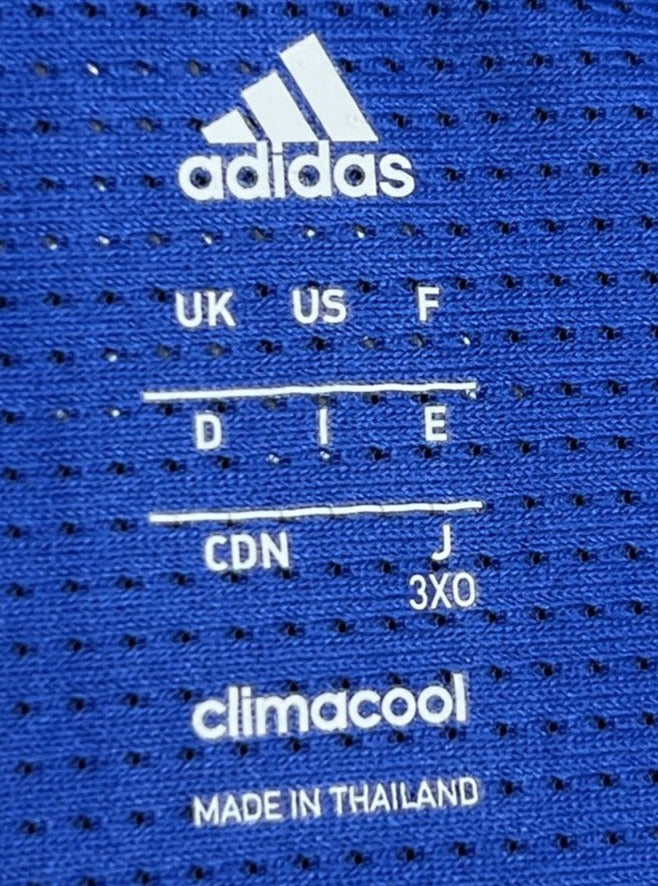 adidas
UK US F
D I E
CDN J
3XO
climacool
MADE IN THAILAND